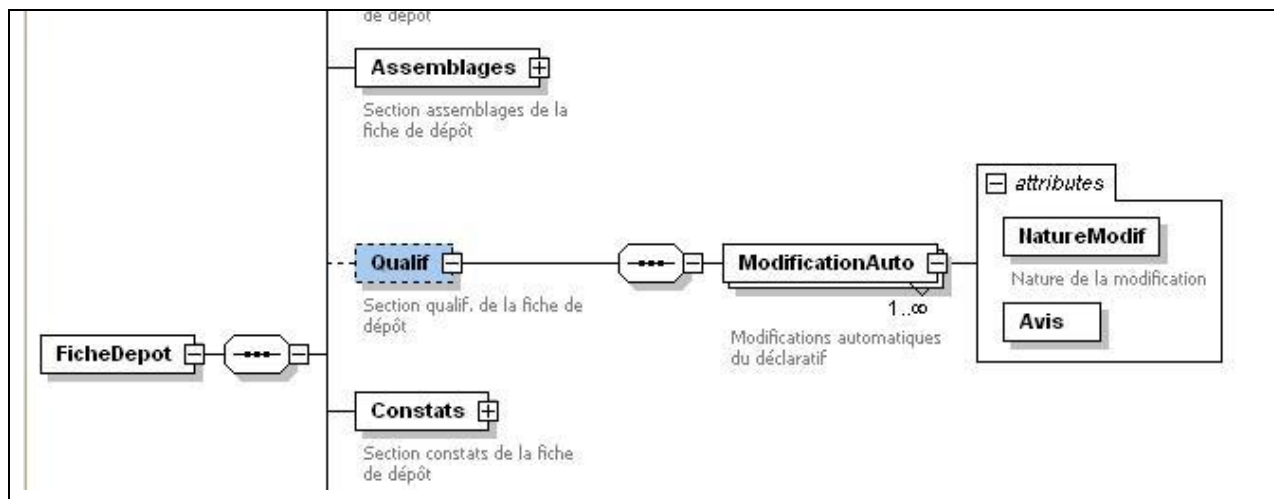 de dépôt
Assemblages
Section assemblages de la
fiche de dépôt
attributes
NatureModif
Nature de la modification
Avis
Qualif
Section qualif. de la fiche de
dépôt
ModificationAuto
1..∞
Modifications automatiques
du déclaratif
FicheDepot
Constats
Section constats de la fiche
de dépôt